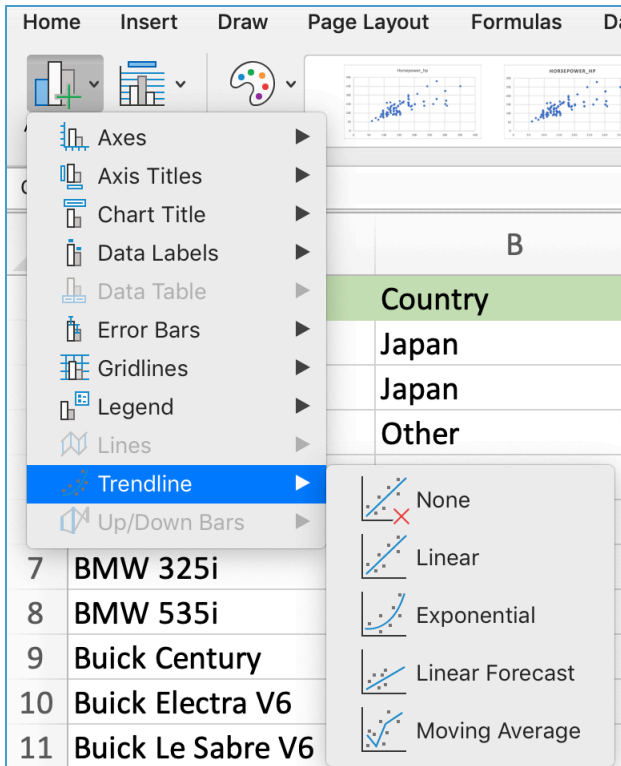 Home Insert Draw Page Layout Formulas
Horsepower_hp
HORSEPOWER_HP
Axes
Axis Titles
Chart Title
Data Labels
Data Table
Error Bars
Gridlines
Legend
Lines
Trendline
Up/Down Bars
B
Country
Japan
Japan
Other
None
Linear
Exponential
Linear Forecast
Moving Average
7 BMW 325i
8 BMW 535i
9 Buick Century
10 Buick Electra V6
11 Buick Le Sabre V6